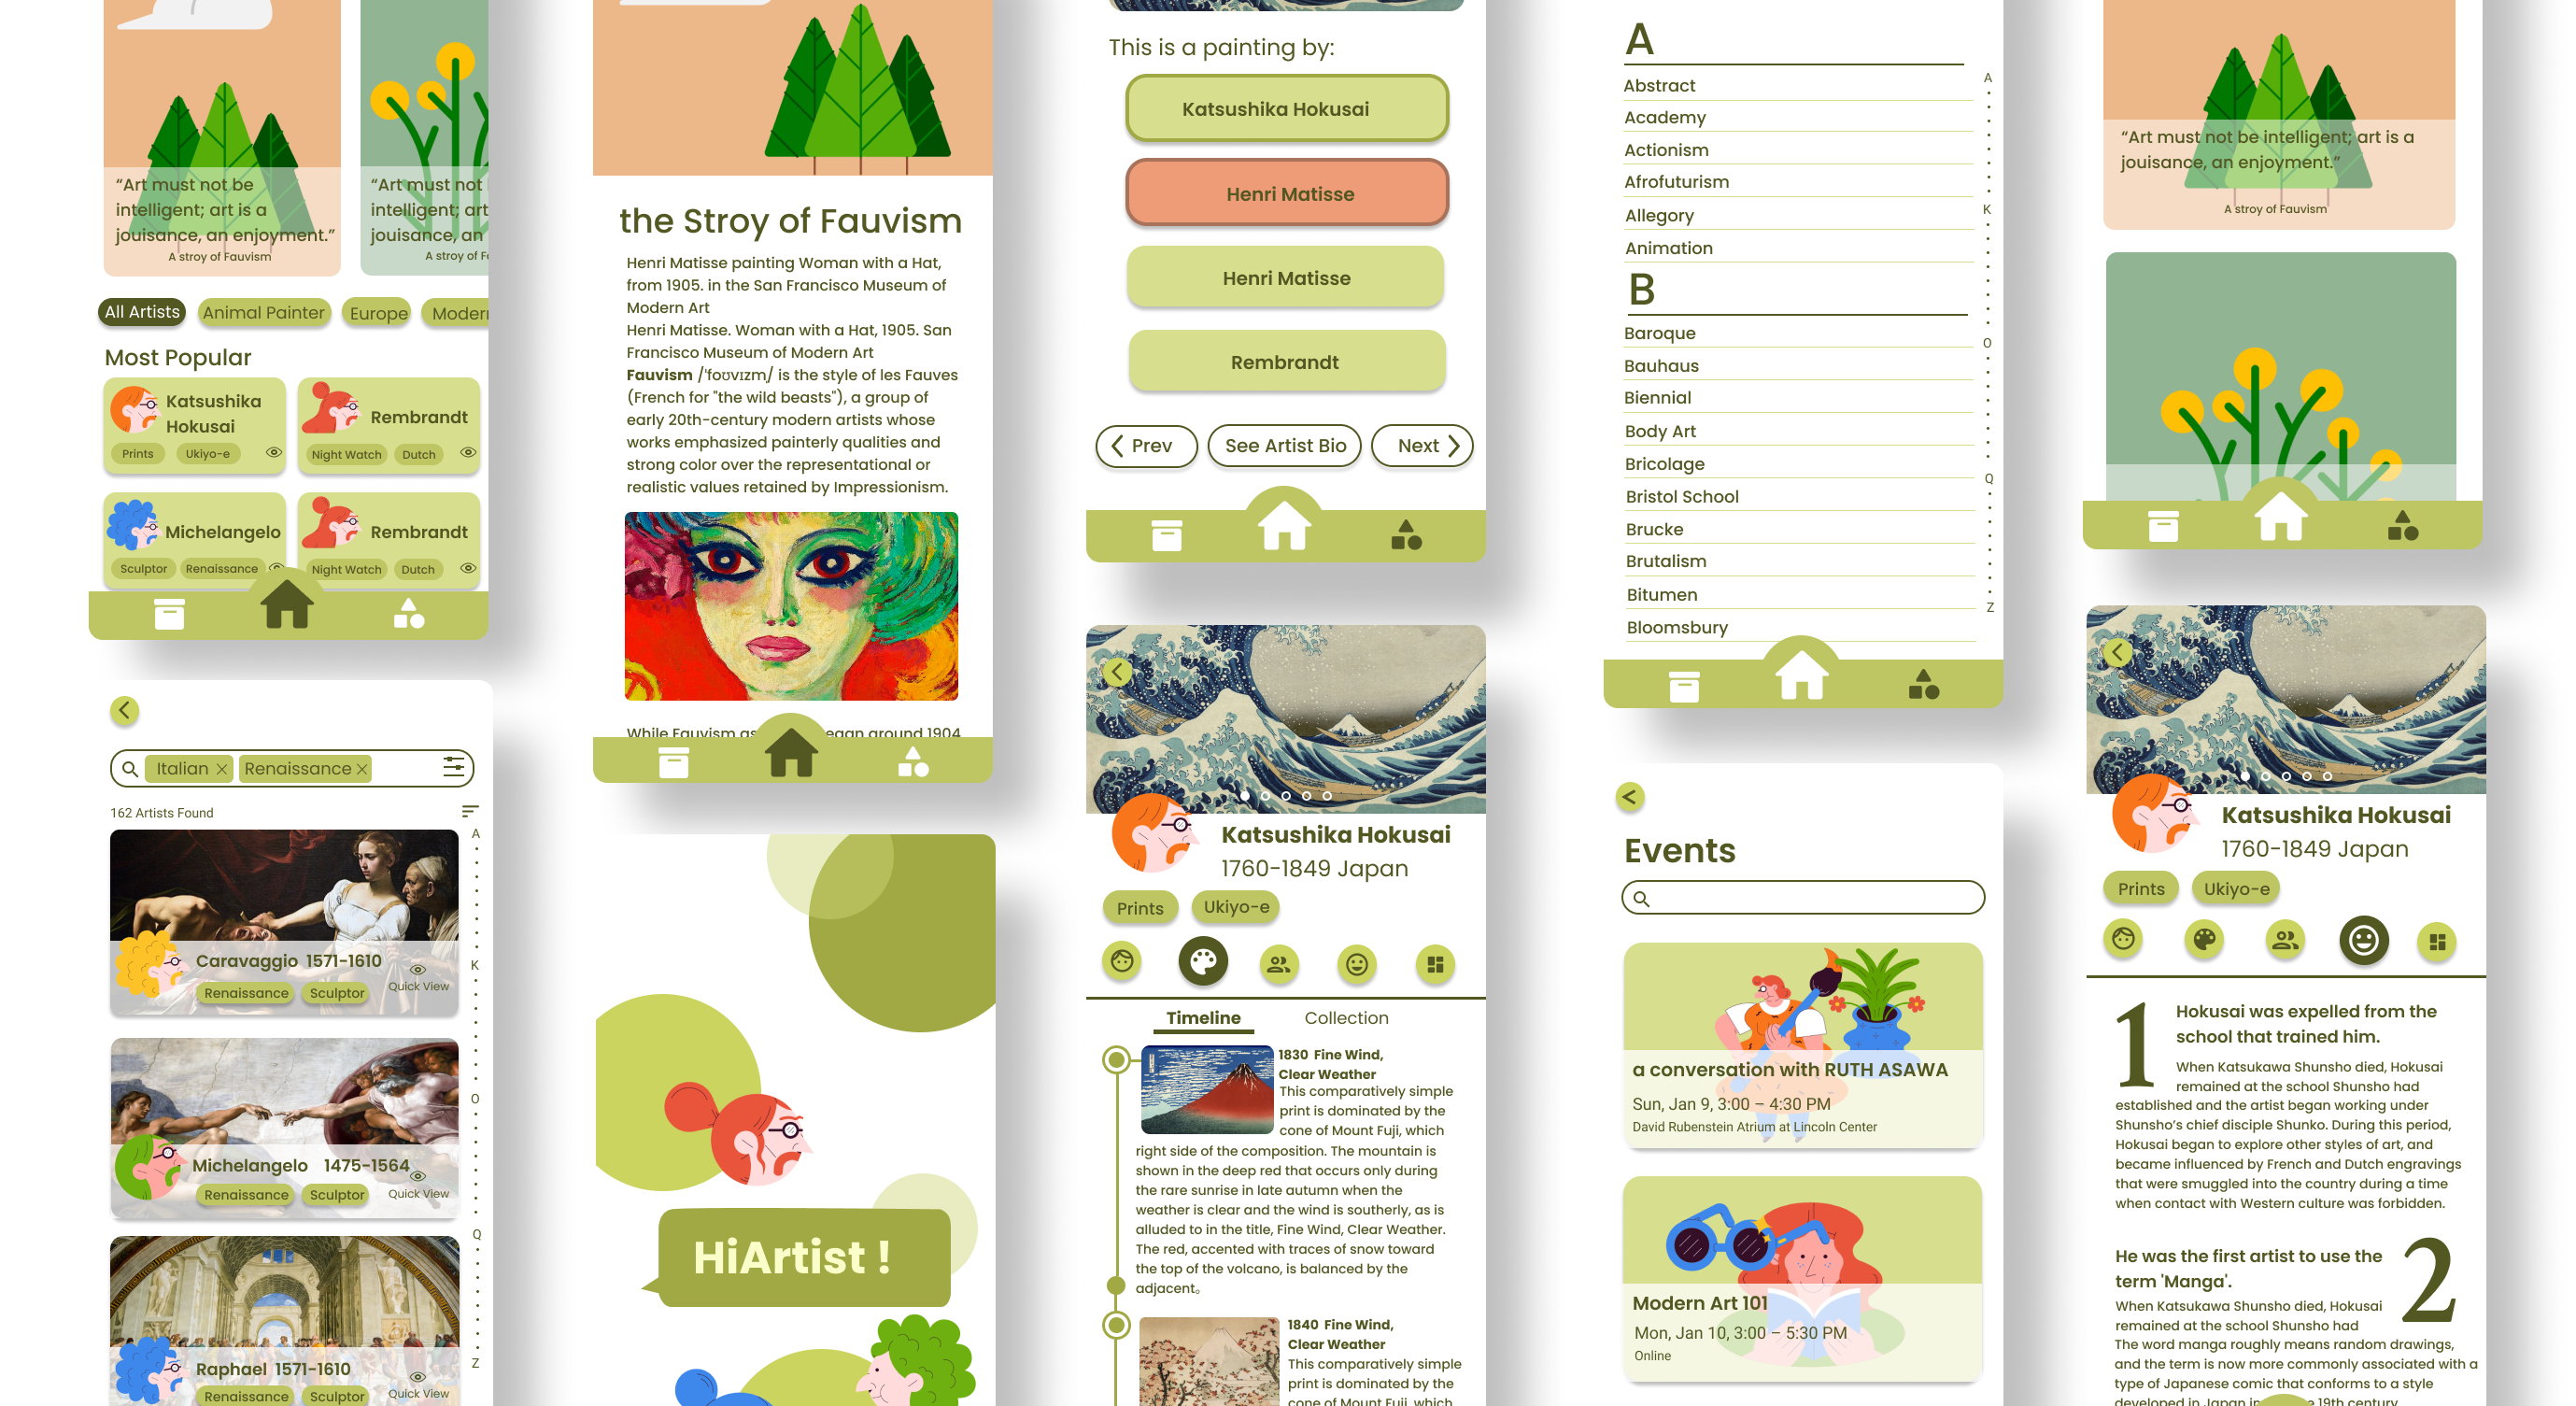 “Art must not be
intelligent; art is a
jouisance, an enjoyment.”
A stroy of Fauvism
“Art must not
intelligent; art
jouisance, an
A stroy of F
All Artists
Animal Painter
Europe
Modern
Most Popular
Katsushika
Hokusai
Prints
Ukiyo-e
Rembrandt
Night Watch
Dutch
Michelangelo
Sculptor
Renaissance
Rembrandt
Night Watch
Dutch
Italian
Renaissance
162 Artists Found
A
K
O
Q
Z
Caravaggio 1571-1610
Renaissance
Sculptor
Quick View
Michelangelo 1475-1564
Renaissance
Sculptor
Quick View
Raphael 1571-1610
Renaissance
Sculptor
Quick View
the Stroy of Fauvism
Henri Matisse painting Woman with a Hat,
from 1905. in the San Francisco Museum of
Modern Art
Henri Matisse. Woman with a Hat, 1905. San
Francisco Museum of Modern Art
Fauvism /ˈfoʊvɪzm/ is the style of les Fauves
(French for "the wild beasts"), a group of
early 20th-century modern artists whose
works emphasized painterly qualities and
strong color over the representational or
realistic values retained by Impressionism.
While Fauvism as egan around 1904
HiArtist !
This is a painting by:
Katsushika Hokusai
Henri Matisse
Henri Matisse
Rembrandt
Prev
See Artist Bio
Next
Katsushika Hokusai
1760-1849 Japan
Prints
Ukiyo-e
Timeline
Collection
1830 Fine Wind,
Clear Weather
This comparatively simple
print is dominated by the
cone of Mount Fuji, which
right side of the composition. The mountain is
shown in the deep red that occurs only during
the rare sunrise in late autumn when the
weather is clear and the wind is southerly, as is
alluded to in the title, Fine Wind, Clear Weather.
The red, accented with traces of snow toward
the top of the volcano, is balanced by the
adjacent。
1840 Fine Wind,
Clear Weather
This comparatively simple
print is dominated by the
cone of Mount Fuji, which
A
Abstract
Academy
Actionism
Afrofuturism
Allegory
Animation
B
Baroque
Bauhaus
Biennial
Body Art
Bricolage
Bristol School
Brucke
Brutalism
Bitumen
Bloomsbury
A
K
O
Q
Z
Events
a conversation with RUTH ASAWA
Sun, Jan 9, 3:00 – 4:30 PM
David Rubenstein Atrium at Lincoln Center
Modern Art 101
Mon, Jan 10, 3:00 – 5:30 PM
Online
“Art must not be intelligent; art is a
jouisance, an enjoyment.”
A stroy of Fauvism
Katsushika Hokusai
1760-1849 Japan
Prints
Ukiyo-e
1
Hokusai was expelled from the
school that trained him.
When Katsukawa Shunsho died, Hokusai
remained at the school Shunsho had
established and the artist began working under
Shunsho’s chief disciple Shunko. During this period,
Hokusai began to explore other styles of art, and
became influenced by French and Dutch engravings
that were smuggled into the country during a time
when contact with Western culture was forbidden.
2
He was the first artist to use the
term 'Manga'.
When Katsukawa Shunsho died, Hokusai
remained at the school Shunsho had
The word manga roughly means random drawings,
and the term is now more commonly associated with a
type of Japanese comic that conforms to a style
developed in Japan in 19th century